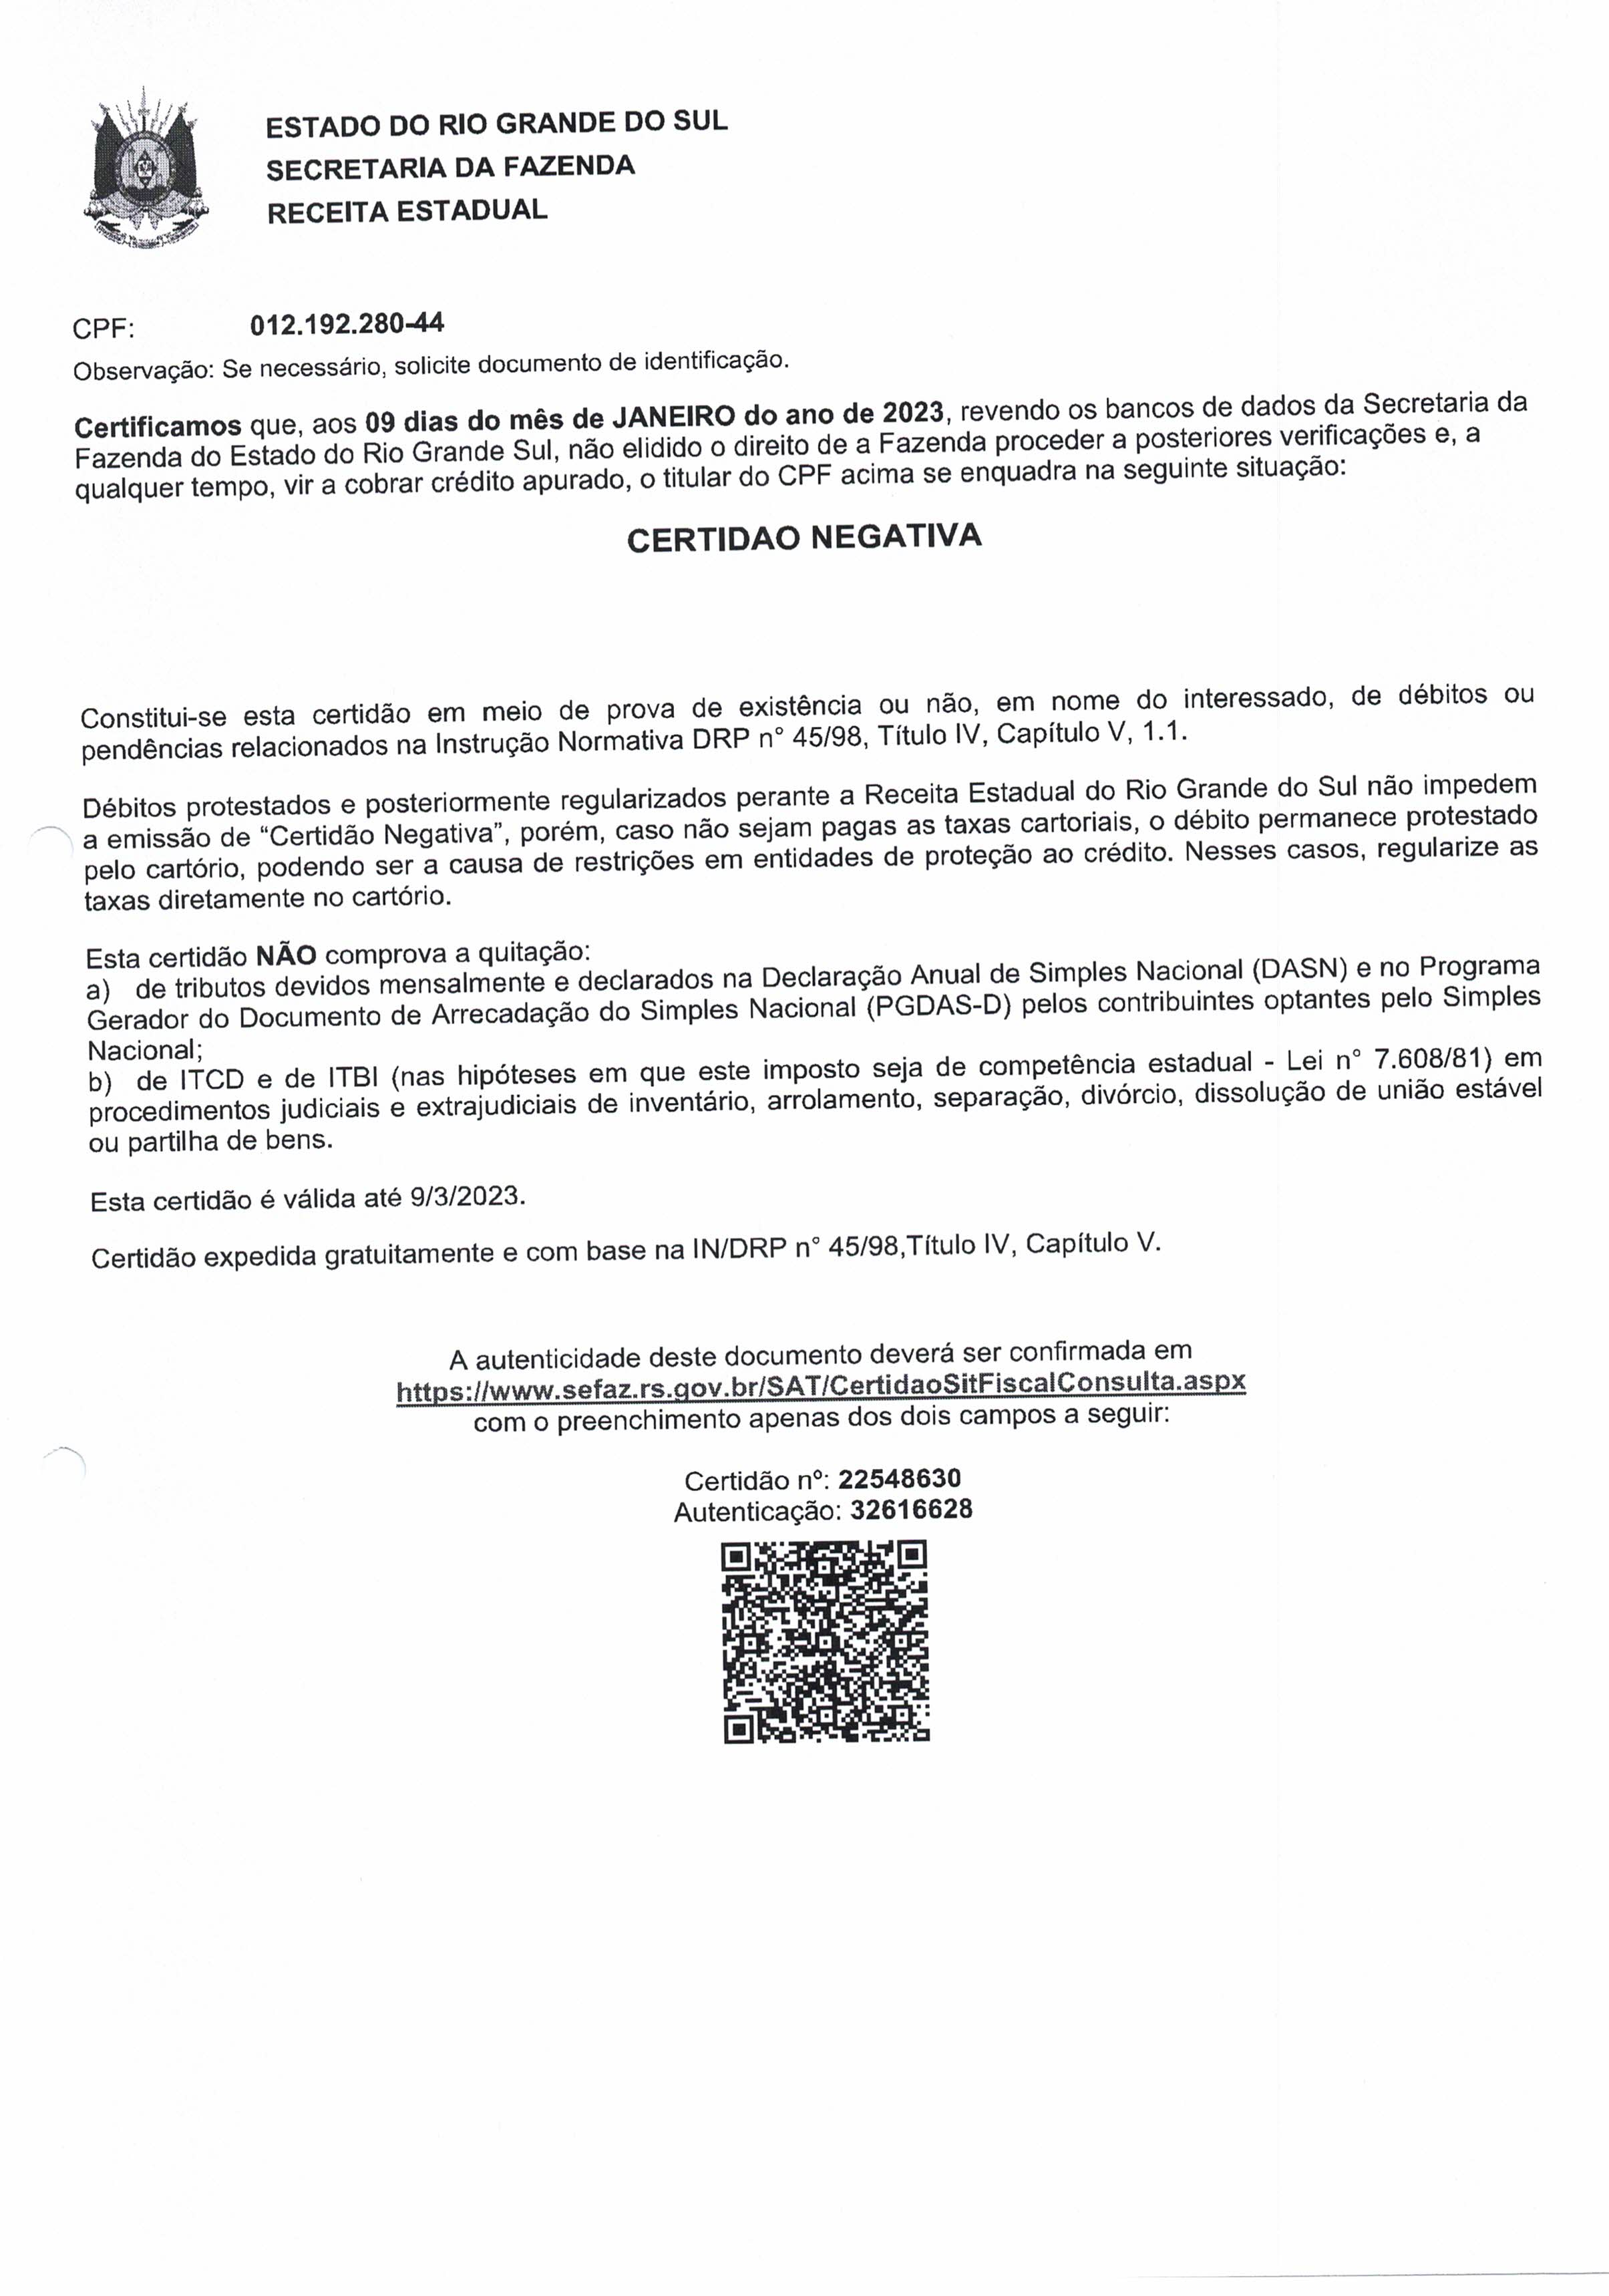 ESTADO DO RIO GRANDE DO SUL
SECRETARIA DA FAZENDA
RECEITA ESTADUAL
CPF: 012.192.280-44
Observação: Se necessário, solicite documento de identificação.
Certificamos que, aos 09 dias do mês de JANEIRO do ano de 2023, revendo os bancos de dados da Secretaria da
Fazenda do Estado do Rio Grande Sul, não elidido o direito de a Fazenda proceder a posteriores verificações e, a
qualquer tempo, vir a cobrar crédito apurado, o titular do CPF acima se enquadra na seguinte situação:
CERTIDAO NEGATIVA
Constitui-se esta certidão em meio de prova de existência ou não, em nome do interessado, de débitos ou
pendências relacionados na Instrução Normativa DRP n° 45/98, Título IV, Capítulo V, 1.1.
Débitos protestados e posteriormente regularizados perante a Receita Estadual do Rio Grande do Sul não impedem
a emissão de “Certidão Negativa”, porém, caso não sejam pagas as taxas cartoriais, o débito permanece protestado
pelo cartório, podendo ser a causa de restrições em entidades de proteção ao crédito. Nesses casos, regularize as
taxas diretamente no cartório.
Esta certidão NÃO comprova a quitação:
a) de tributos devidos mensalmente e declarados na Declaração Anual de Simples Nacional (DASN) e no Programa
Gerador do Documento de Arrecadação do Simples Nacional (PGDAS-D) pelos contribuintes optantes pelo Simples
Nacional;
b) de ITCD e de ITBI (nas hipóteses em que este imposto seja de competência estadual - Lei n° 7.608/81) em
procedimentos judiciais e extrajudiciais de inventário, arrolamento, separação, divórcio, dissolução de união estável
ou partilha de bens.
Esta certidão é válida até 9/3/2023.
Certidão expedida gratuitamente e com base na IN/DRP n° 45/98,Título IV, Capítulo V.
A autenticidade deste documento deverá ser confirmada em
https://www.sefaz.rs.gov.br/SAT/CertidaoSitFiscalConsulta.aspx
com o preenchimento apenas dos dois campos a seguir:
Certidão nº: 22548630
Autenticação: 32616628